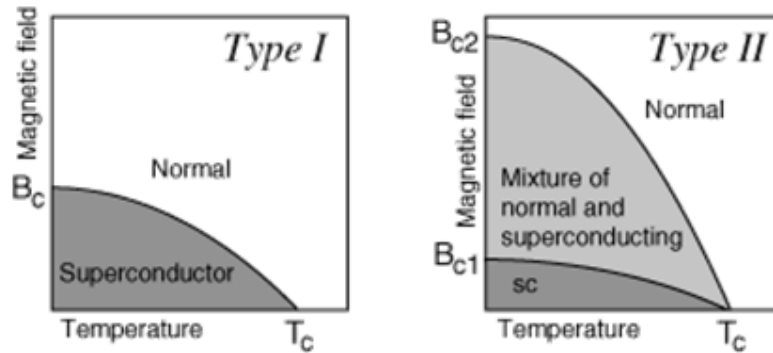 Type I
Magnetic field
Normal
Bc
Superconductor
Temperature
Tc
Type II
Bc2
Magnetic field
Normal
Mixture of
normal and
superconducting
Bc1
sc
Temperature
Tc